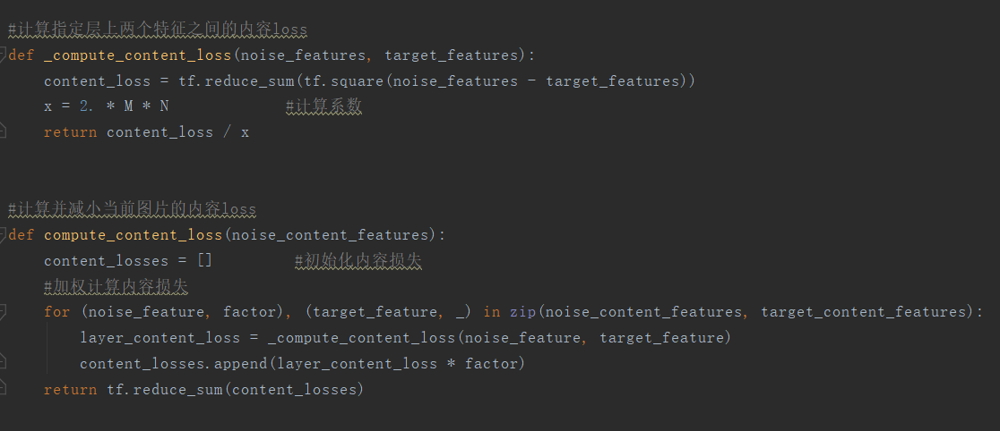 #计算指定层上两个特征之间的内容loss
def _compute_content_loss(noise_features, target_features):
    content_loss = tf.reduce_sum(tf.square(noise_features - target_features))
    x = 2. * M * N             #计算系数
    return content_loss / x
#计算并减小当前图片的内容loss
def compute_content_loss(noise_content_features):
    content_losses = []         #初始化内容损失
    #加权计算内容损失
    for (noise_feature, factor), (target_feature, _) in zip(noise_content_features, target_content_features):
        layer_content_loss = _compute_content_loss(noise_feature, target_feature)
        content_losses.append(layer_content_loss * factor)
    return tf.reduce_sum(content_losses)